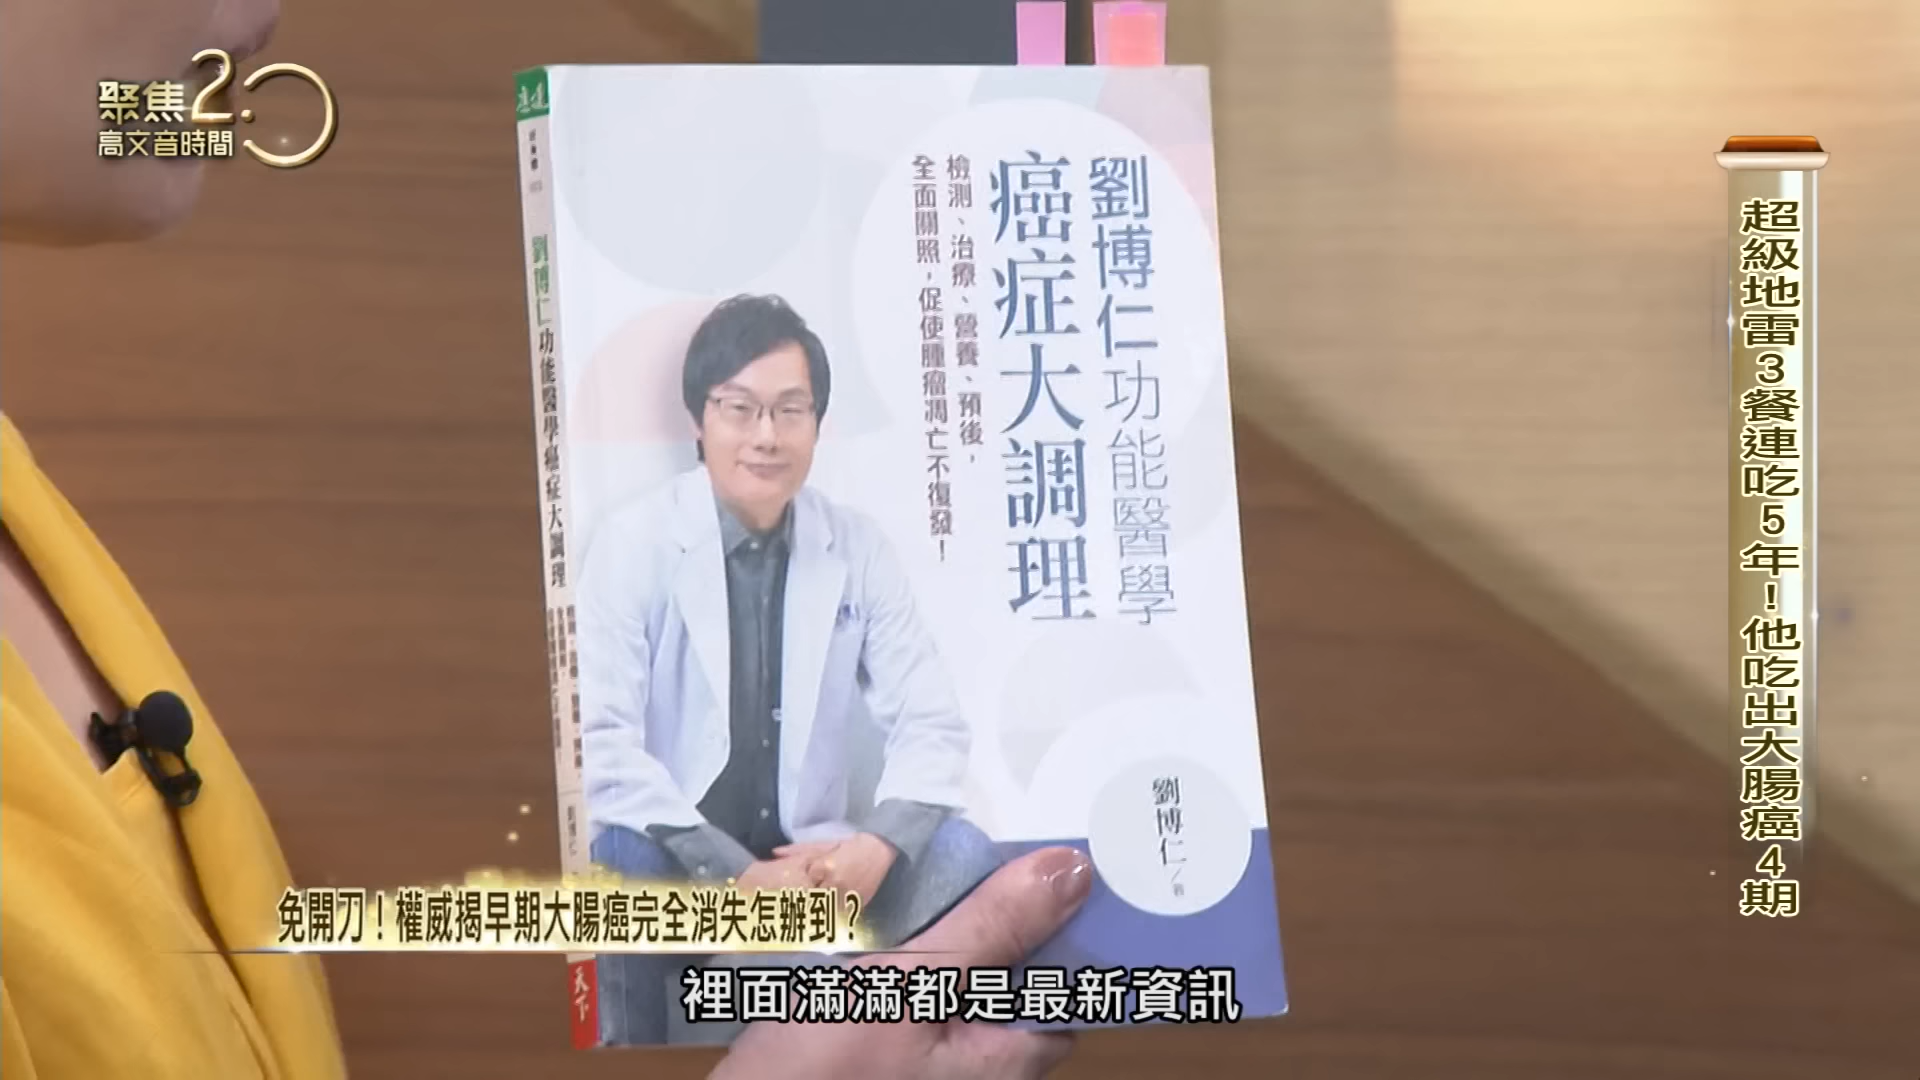 聚焦2.0
高文音時間
劉博仁功能醫學
癌症大調理
檢測、治療、營養、預後，
全面關照，促使腫瘤凋亡不復發！
劉博仁／著
劉博仁 功能醫學癌症大調理
天下
超級地雷3餐連吃5年！他吃出大腸癌4期
免開刀！權威揭早期大腸癌完全消失怎辦到？
裡面滿滿都是最新資訊